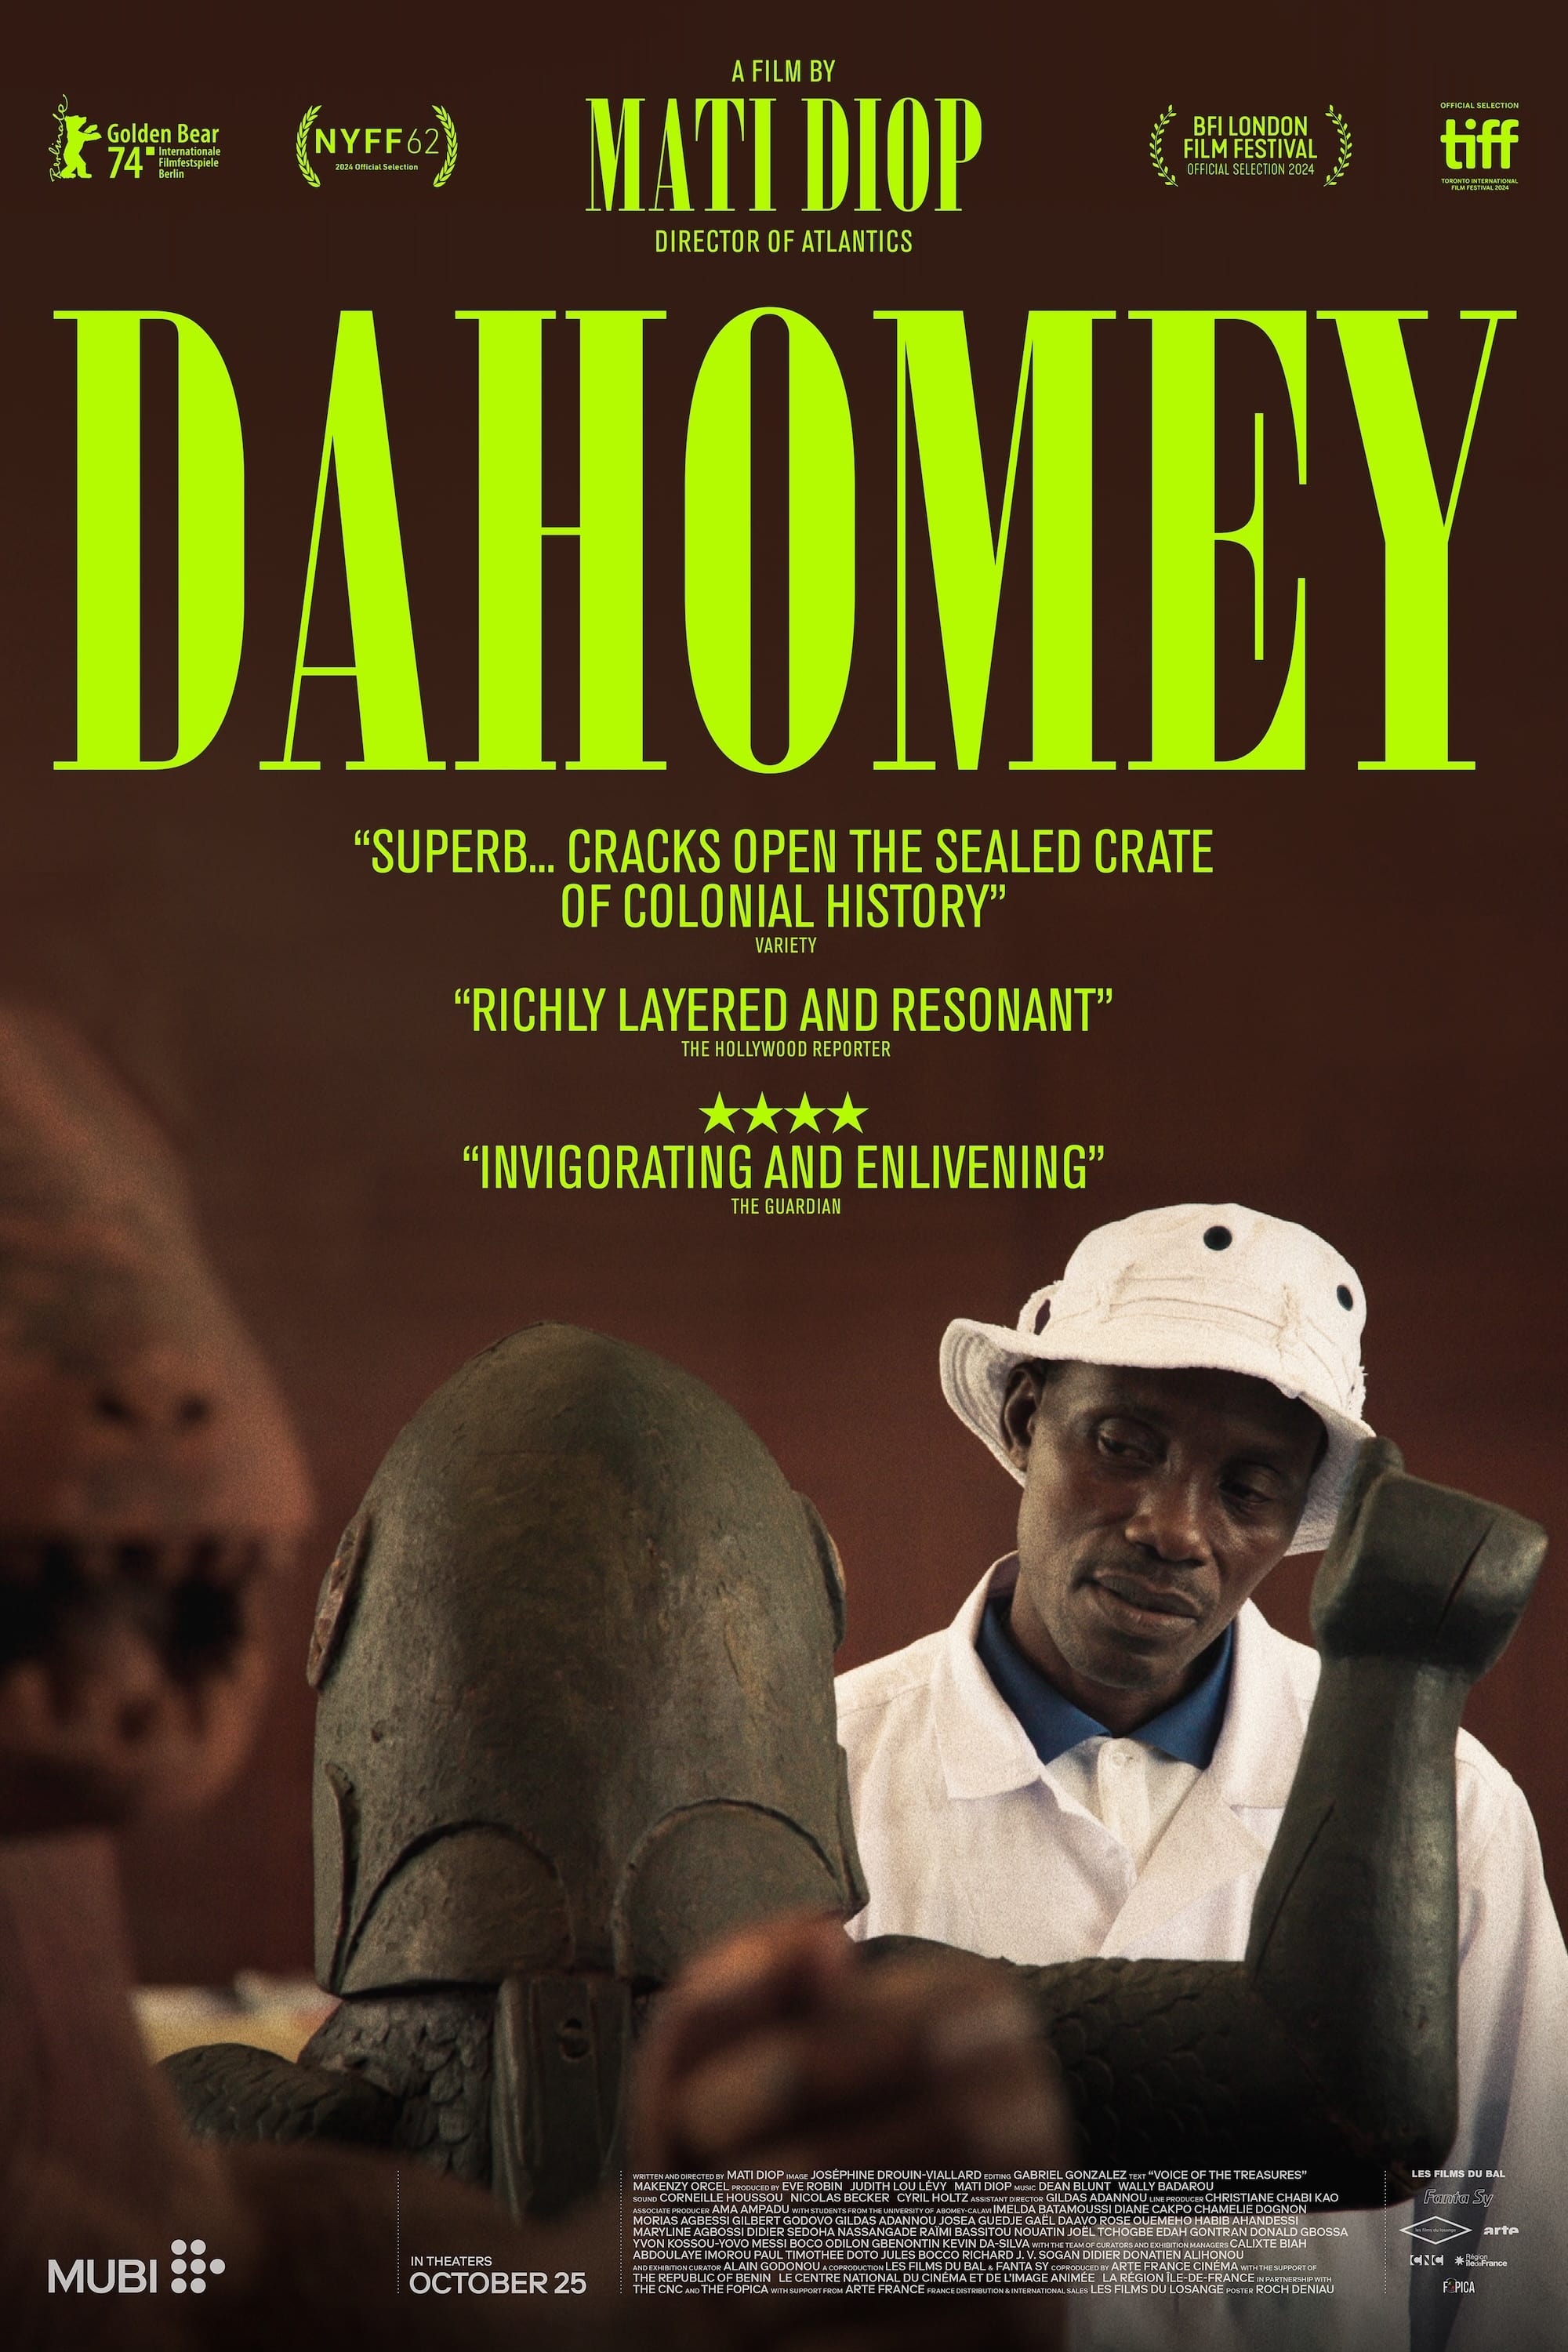 A FILM BY
MATI DIOP
DIRECTOR OF ATLANTICS
Berlinale
Golden Bear
74 Internationale
Filmfestspiele
Berlin
NYFF62
2024 Official Selection
BFI LONDON
FILM FESTIVAL
OFFICIAL SELECTION 2024
OFFICIAL SELECTION
tiff
TORONTO INTERNATIONAL
FILM FESTIVAL 2024
DAHOMEY
“SUPERB... CRACKS OPEN THE SEALED CRATE
OF COLONIAL HISTORY”
VARIETY
“RICHLY LAYERED AND RESONANT”
THE HOLLYWOOD REPORTER
★★★★
“INVIGORATING AND ENLIVENING”
THE GUARDIAN
MUBI
IN THEATERS
OCTOBER 25
WRITTEN AND DIRECTED BY MATI DIOP IMAGE JOSÉPHINE DROUIN-VIALLARD EDITING GABRIEL GONZALEZ TEXT “VOICE OF THE TREASURES”
MAKENZY ORCEL PRODUCED BY EVE ROBIN JUDITH LOU LÉVY MATI DIOP MUSIC DEAN BLUNT WALLY BADAROU
SOUND CORNEILLE HOUSSOU NICOLAS BECKER CYRIL HOLTZ ASSISTANT DIRECTOR GILDAS ADANNOU LINE PRODUCER CHRISTIANE CHABI KAO
ASSOCIATE PRODUCER AMA AMPADU WITH STUDENTS FROM THE UNIVERSITY OF ABOMEY-CALAVI IMELDA BATAMOUSSI DIANE CAKPO CHAMELIE DOGNON
MORIAS AGBESSI GILBERT GODOVO GILDAS ADANNOU JOSEA GUEDJE GAËL DAAVO ROSE OUEMEHO HABIB AHANDESSI
MARYLINE AGBOSSI DIDIER SEDOHA NASSANGADE RAÏMI BASSITOU NOUATIN JOËL TCHOGBE EDAH GONTRAN DONALD GBOSSA
YVON KOSSOU-YOVO MESSI BOCO ODILON GBENONTIN KEVIN DA-SILVA WITH THE TEAM OF CURATORS AND EXHIBITION MANAGERS CALIXTE BIAH
ABDOULAYE IMOROU PAUL TIMOTHEE DOTO JULES BOCCO RICHARD J. V. SOGAN DIDIER DONATIEN ALIHONOU
AND EXHIBITION CURATOR ALAIN GODONOU A COPRODUCTION LES FILMS DU BAL & FANTA SY COPRODUCED BY ARTE FRANCE CINÉMA WITH THE SUPPORT OF
THE REPUBLIC OF BENIN LE CENTRE NATIONAL DU CINÉMA ET DE L’IMAGE ANIMÉE LA RÉGION ÎLE-DE-FRANCE IN PARTNERSHIP WITH
THE CNC AND THE FOPICA WITH SUPPORT FROM ARTE FRANCE FRANCE DISTRIBUTION & INTERNATIONAL SALES LES FILMS DU LOSANGE POSTER ROCH DENIAU
LES FILMS DU BAL
Fanta Sy
les films du losange
arte
CNC
Région
îledeFrance
FOPICA